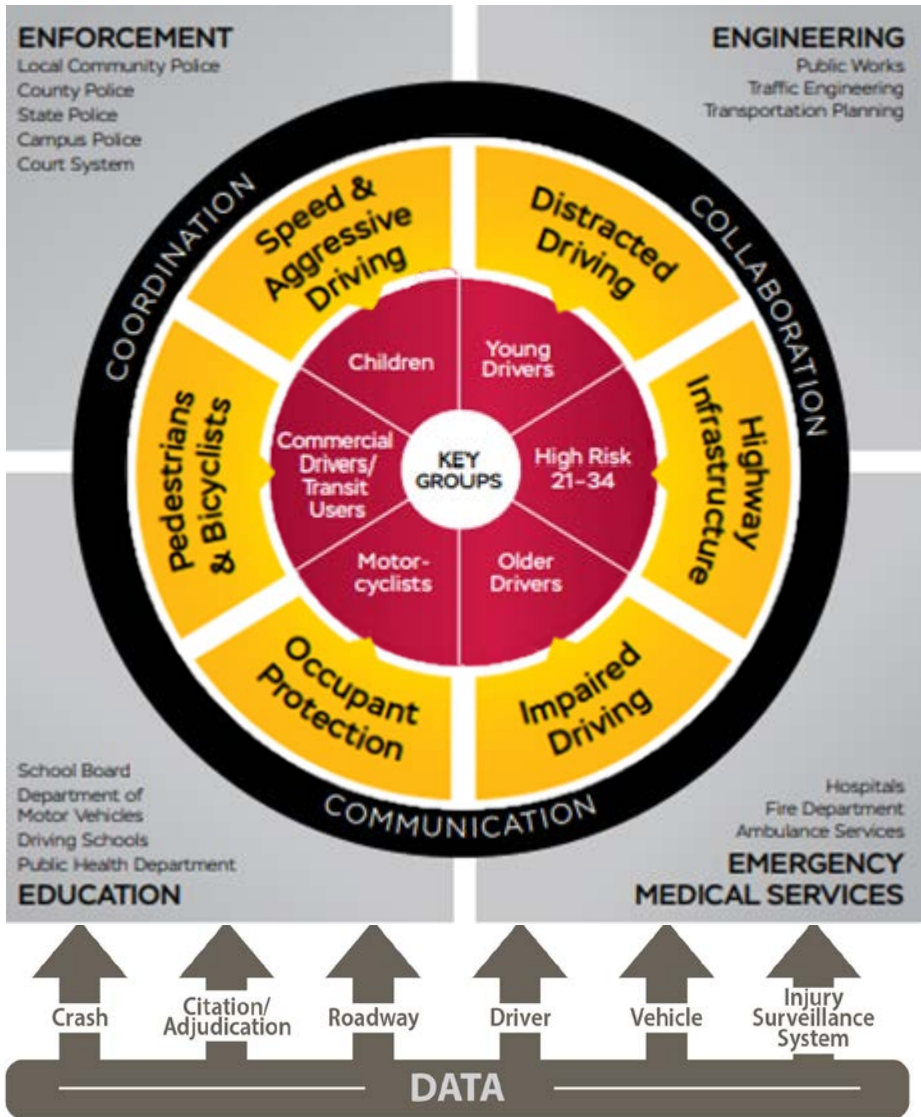 ENFORCEMENT
Local Community Police
County Police
State Police
Campus Police
Court System
ENGINEERING
Public Works
Traffic Engineering
Transportation Planning
COORDINATION
COLLABORATION
COMMUNICATION
Speed &
Aggressive
Driving
Distracted
Driving
Highway
Infrastructure
Impaired
Driving
Occupant
Protection
Pedestrians
& Bicyclists
Children
Young
Drivers
High Risk
21–34
Older
Drivers
Motor-
cyclists
Commercial
Drivers/
Transit
Users
KEY
GROUPS
School Board
Department of
Motor Vehicles
Driving Schools
Public Health Department
EDUCATION
Hospitals
Fire Department
Ambulance Services
EMERGENCY
MEDICAL SERVICES
Crash
Citation/
Adjudication
Roadway
Driver
Vehicle
Injury
Surveillance
System
DATA